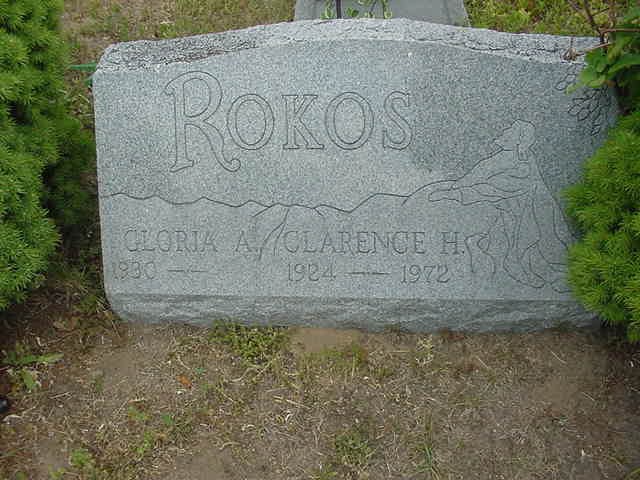 ROKOS
GLORIA A. CLARENCE H.
1930 — 1924 — 1972